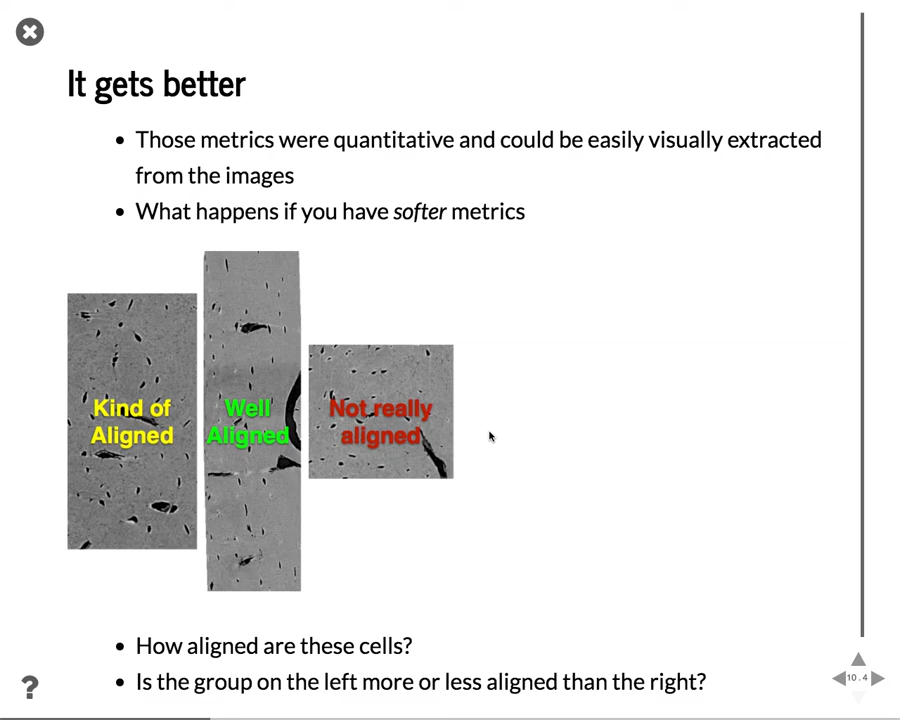 It gets better
Those metrics were quantitative and could be easily visually extracted
from the images
What happens if you have softer metrics
Kind of
Aligned
Well
Aligned
Not really
aligned
How aligned are these cells?
Is the group on the left more or less aligned than the right?
?
10.4